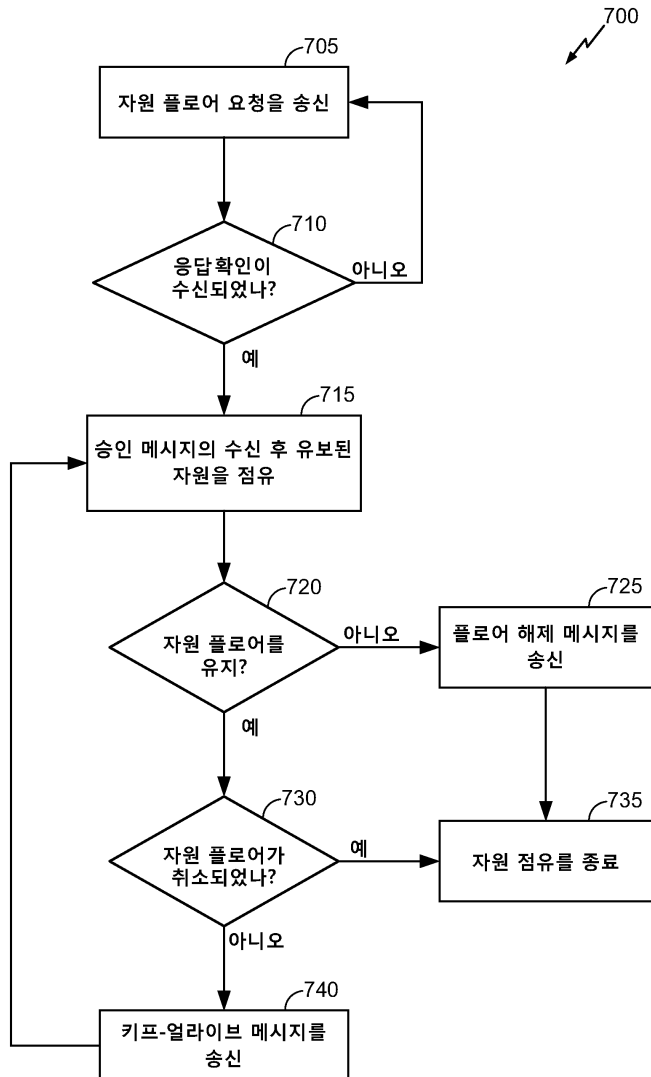 700
705
자원 플로어 요청을 송신
710
응답확인이
수신되었나?
아니오
예
715
승인 메시지의 수신 후 유보된
자원을 점유
720
자원 플로어를
유지?
아니오
725
플로어 해제 메시지를
송신
예
730
자원 플로어가
취소되었나?
예
735
자원 점유를 종료
아니오
740
키프-얼라이브 메시지를
송신